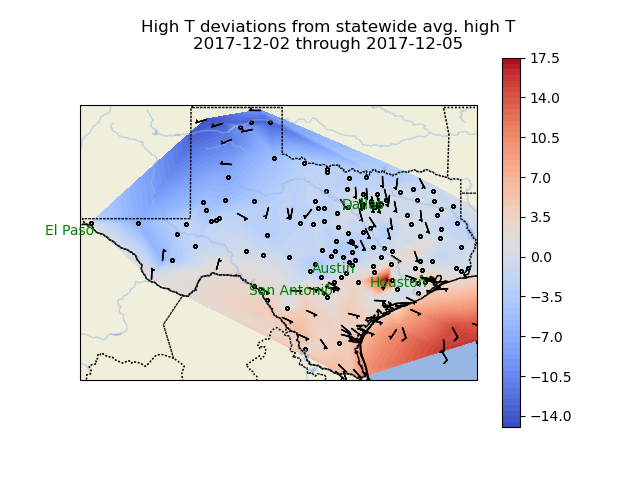 High T deviations from statewide avg. high T
2017-12-02 through 2017-12-05
17.5
14.0
10.5
7.0
3.5
0.0
−3.5
−7.0
−10.5
−14.0
Dallas
El Paso
Austin
San Antonio
Houston